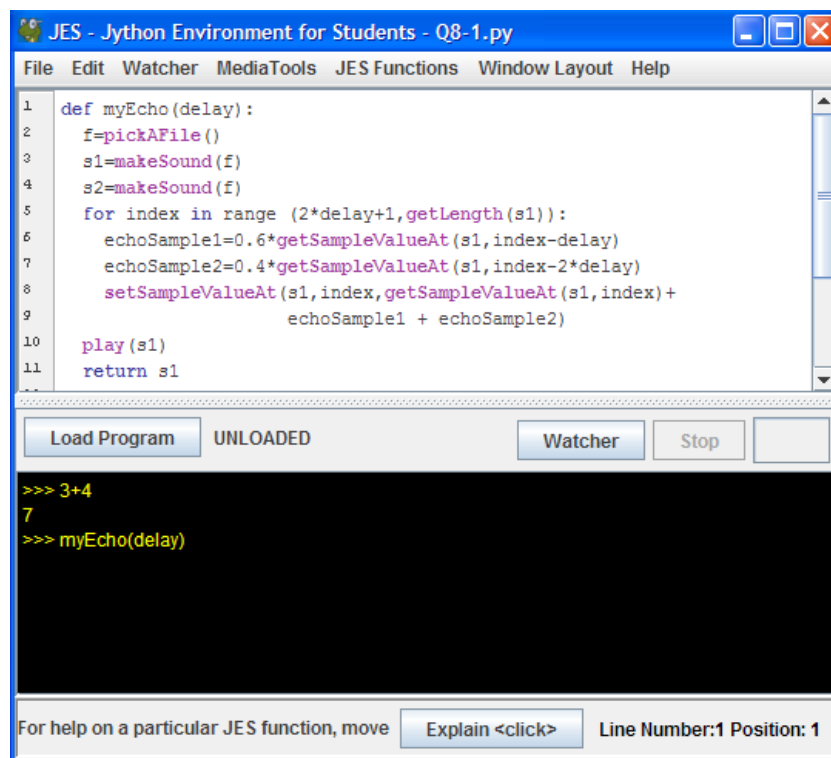 JES - Jython Environment for Students - Q8-1.py
File Edit Watcher MediaTools JES Functions Window Layout Help
1 def myEcho(delay):
2 f=pickAFile()
3 s1=makeSound(f)
4 s2=makeSound(f)
5 for index in range (2*delay+1,getLength(s1)):
6 echoSample1=0.6*getSampleValueAt(s1,index-delay)
7 echoSample2=0.4*getSampleValueAt(s1,index-2*delay)
8 setSampleValueAt(s1,index,getSampleValueAt(s1,index)+
9 echoSample1 + echoSample2)
10 play(s1)
11 return s1
Load Program UNLOADED Watcher Stop
>>> 3+4
7
>>> myEcho(delay)
For help on a particular JES function, move Explain <click> Line Number:1 Position: 1